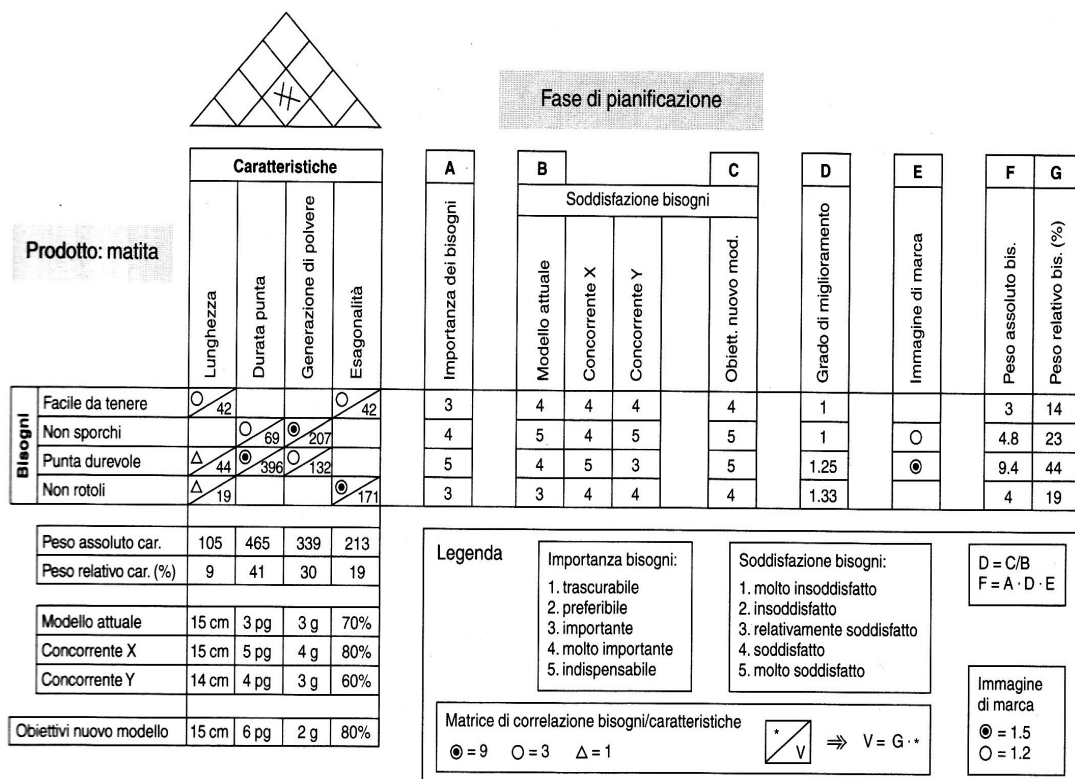 Fase di pianificazione
Prodotto: matita
Caratteristiche
Lunghezza
Durata punta
Generazione di polvere
Esagonalità
A
Importanza dei bisogni
B
C
Soddisfazione bisogni
Modello attuale
Concorrente X
Concorrente Y
Obiett. nuovo mod.
D
Grado di miglioramento
E
Immagine di marca
F
Peso assoluto bis.
G
Peso relativo bis. (%)
Bisogni
Facile da tenere 42 42 3 4 4 4 4 1 3 14
Non sporchi 69 207 4 5 4 5 5 1 4.8 23
Punta durevole 44 396 132 5 4 5 3 5 1.25 9.4 44
Non rotoli 19 171 3 3 4 4 4 1.33 4 19
Peso assoluto car. 105 465 339 213
Peso relativo car. (%) 9 41 30 19
Modello attuale 15 cm 3 pg 3 g 70%
Concorrente X 15 cm 5 pg 4 g 80%
Concorrente Y 14 cm 4 pg 3 g 60%
Obiettivi nuovo modello 15 cm 6 pg 2 g 80%
Legenda
Importanza bisogni:
1. trascurabile
2. preferibile
3. importante
4. molto importante
5. indispensabile
Soddisfazione bisogni:
1. molto insoddisfatto
2. insoddisfatto
3. relativamente soddisfatto
4. soddisfatto
5. molto soddisfatto
D = C/B
F = A · D · E
Matrice di correlazione bisogni/caratteristiche
◉ = 9 ○ = 3 △ = 1
* V ⇒ V = G · *
Immagine
di marca
◉ = 1.5
○ = 1.2